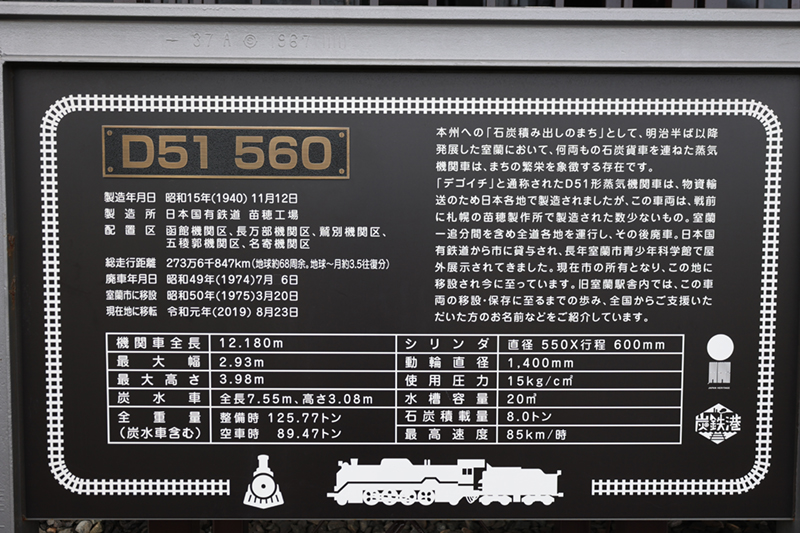 37A © 1987
D51 560
製造年月日 昭和15年(1940) 11月12日
製造所 日本国有鉄道 苗穂工場
配置区 函館機関区、長万部機関区、鷲別機関区、
五稜郭機関区、名寄機関区
総走行距離 273万6千847km(地球約68周余。地球〜月約3.5往復分)
廃車年月日 昭和49年(1974)7月 6日
室蘭市に移設 昭和50年(1975)3月20日
現在地に移転 令和元年(2019) 8月23日
本州への「石炭積み出しのまち」として、明治半ば以降
発展した室蘭において、何両もの石炭貨車を連ねた蒸気
機関車は、まちの繁栄を象徴する存在です。
「デゴイチ」と通称されたD51形蒸気機関車は、物資輸
送のため日本各地で製造されましたが、この車両は、戦前
に札幌の苗穂製作所で製造された数少ないもの。室蘭
―追分間を含め全道各地を運行し、その後廃車。日本国
有鉄道から市に貸与され、長年室蘭市青少年科学館で屋
外展示されてきました。現在市の所有となり、この地に
移設され今に至っています。旧室蘭駅舎内では、この車
両の移設・保存に至るまでの歩み、全国からご支援いた
だいた方のお名前などをご紹介しています。
機関車全長 12.180m シリンダ 直径 550X行程 600mm
最大幅 2.93m 動輪直径 1,400mm
最大高さ 3.98m 使用圧力 15kg/c㎡
炭水車 全長7.55m、高さ3.08m 水槽容量 20㎡
全重量 整備時 125.77トン 石炭積載量 8.0トン
(炭水車含む) 空車時 89.47トン 最高速度 85km/時
炭鉄港